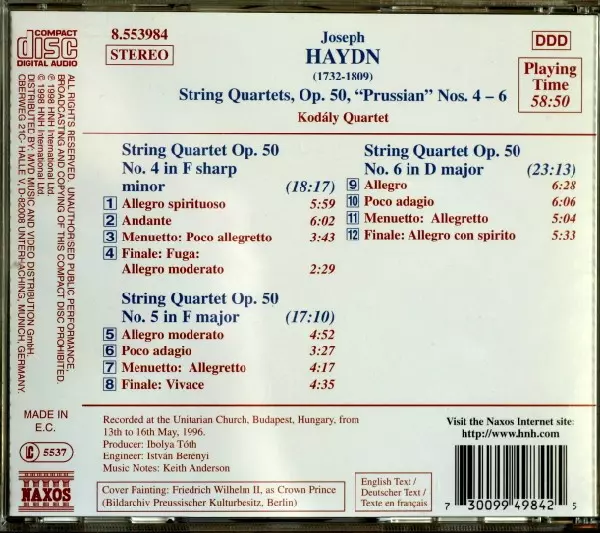 COMPACT
disc
DIGITAL AUDIO
8.553984
STEREO
Joseph
HAYDN
(1732-1809)
String Quartets, Op. 50, “Prussian” Nos. 4 – 6
Kodály Quartet
DDD
Playing
Time
58:50
String Quartet Op. 50
No. 4 in F sharp
minor (18:17)
1 Allegro spirituoso 5:59
2 Andante 6:02
3 Menuetto: Poco allegretto 3:43
4 Finale: Fuga:
Allegro moderato 2:29
String Quartet Op. 50
No. 5 in F major (17:10)
5 Allegro moderato 4:52
6 Poco adagio 3:27
7 Menuetto: Allegretto 4:17
8 Finale: Vivace 4:35
String Quartet Op. 50
No. 6 in D major (23:13)
9 Allegro 6:28
10 Poco adagio 6:06
11 Menuetto: Allegretto 5:04
12 Finale: Allegro con spirito 5:33
Recorded at the Unitarian Church, Budapest, Hungary, from
13th to 16th May, 1996.
Producer: Ibolya Tóth
Engineer: István Berényi
Music Notes: Keith Anderson
Cover Painting: Friedrich Wilhelm II, as Crown Prince
(Bildarchiv Preussischer Kulturbesitz, Berlin)
English Text /
Deutscher Text /
Texte en français
Visit the Naxos Internet site:
http://www.hnh.com
7 30099 49842 5
ALL RIGHTS RESERVED. UNAUTHORISED PUBLIC PERFORMANCE,
BROADCASTING AND COPYING OF THIS COMPACT DISC PROHIBITED.
℗ 1998 HNH International Ltd.
© 1998 HNH International Ltd.
DISTRIBUTED BY: MVD MUSIC AND VIDEO DISTRIBUTION GmbH,
OBERWEG 21C- HALLE V, D-82008 UNTERHACHING, MUNICH, GERMANY.
MADE IN
E.C.
LC 5537
NAXOS